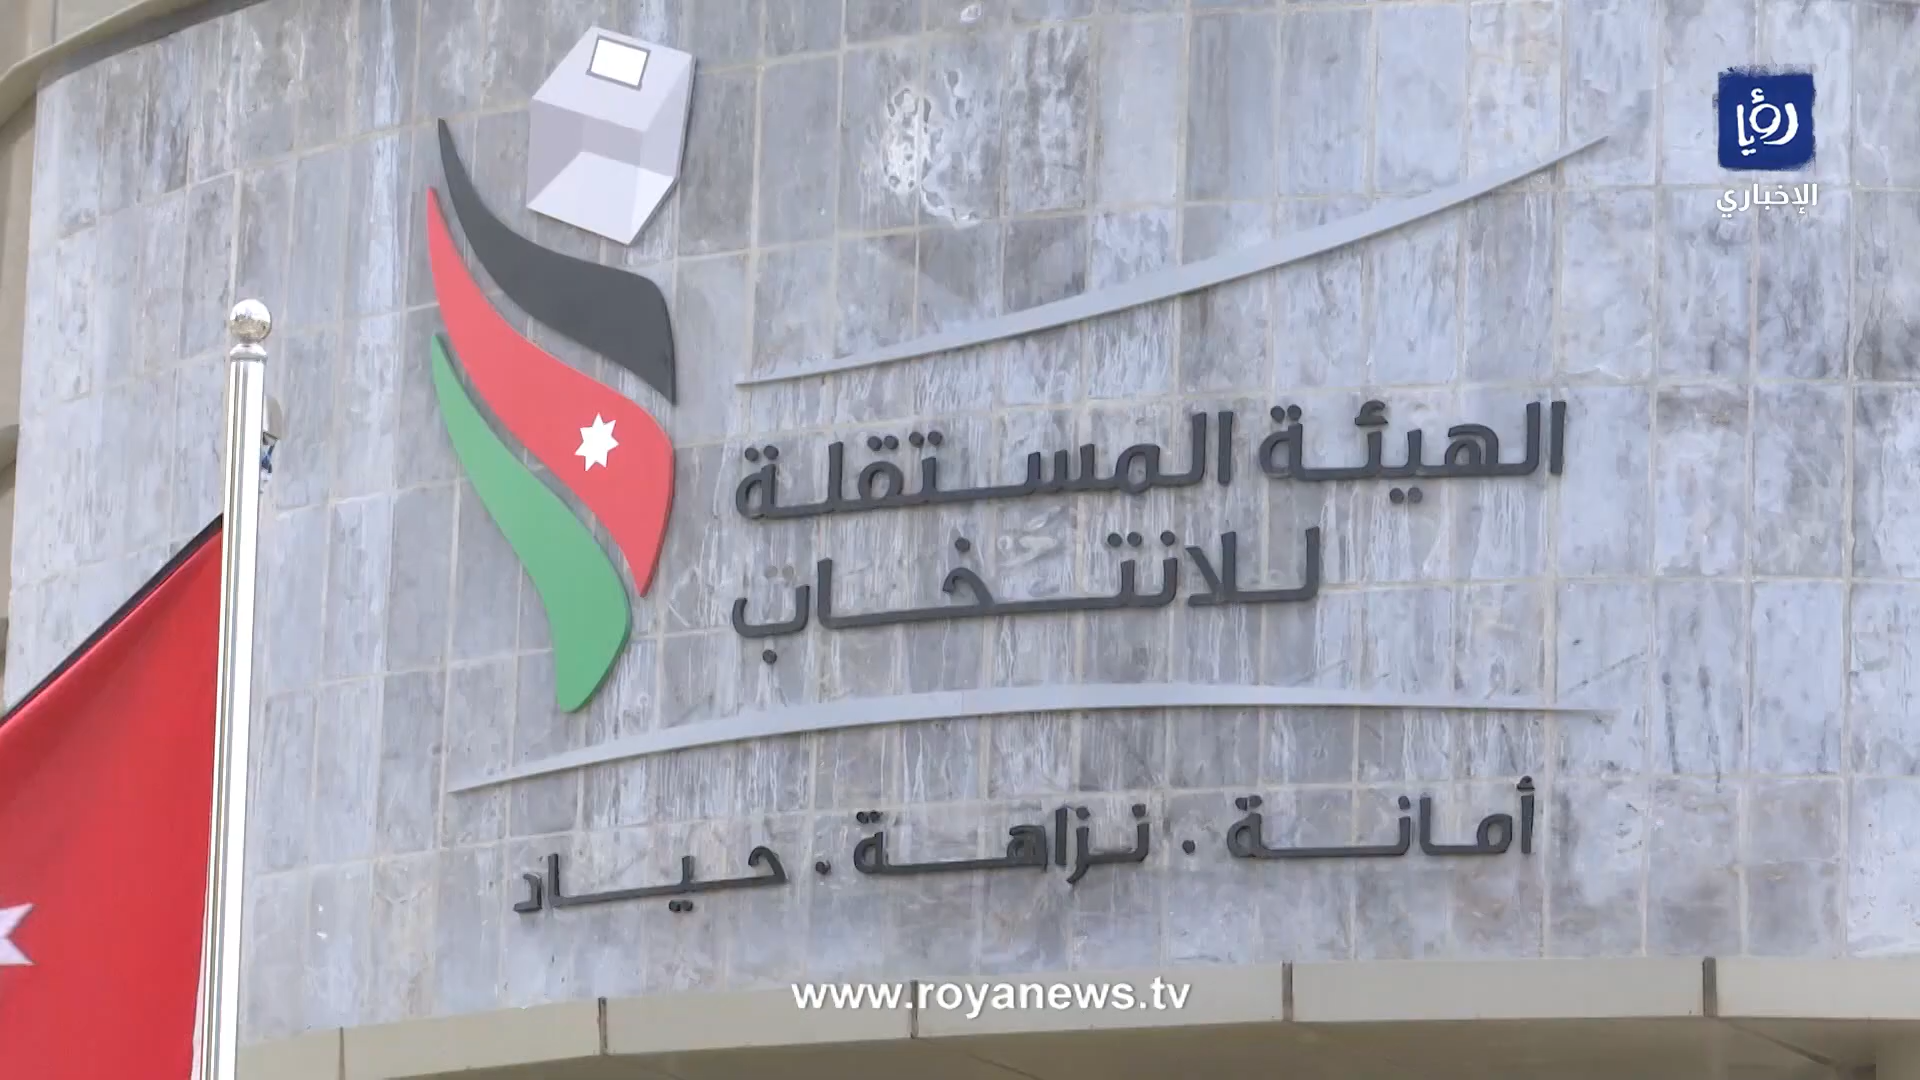 رؤيا
الإخباري
الهيئة المستقلة
للانتخاب
أمانة . نزاهة . حياد
www.royanews.tv